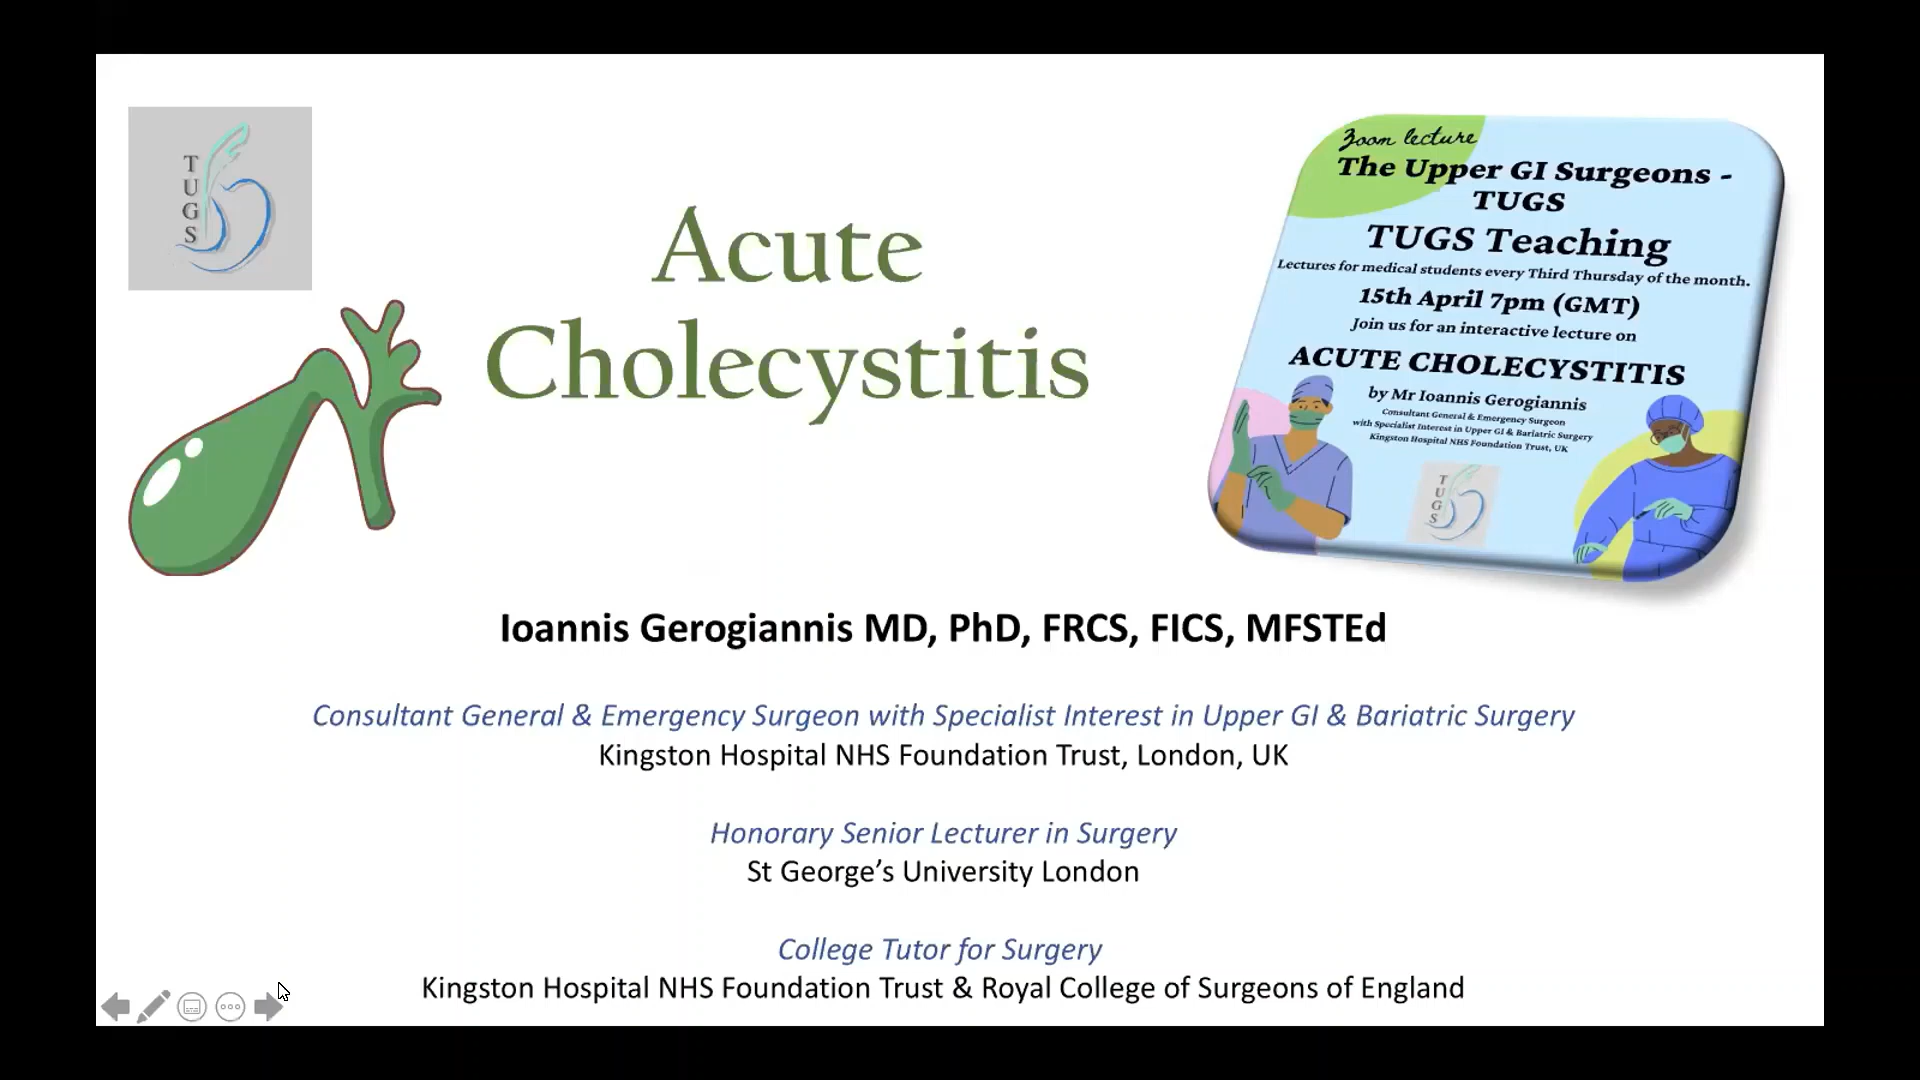 T
U
G
S
Acute
Cholecystitis
Zoom lecture
The Upper GI Surgeons -
TUGS
TUGS Teaching
Lectures for medical students every Third Thursday of the month.
15th April 7pm (GMT)
Join us for an interactive lecture on
ACUTE CHOLECYSTITIS
by Mr Ioannis Gerogiannis
Consultant General & Emergency Surgeon
with Specialist Interest in Upper GI & Bariatric Surgery
Kingston Hospital NHS Foundation Trust, UK
T
U
G
S
Ioannis Gerogiannis MD, PhD, FRCS, FICS, MFSTEd
Consultant General & Emergency Surgeon with Specialist Interest in Upper GI & Bariatric Surgery
Kingston Hospital NHS Foundation Trust, London, UK
Honorary Senior Lecturer in Surgery
St George’s University London
College Tutor for Surgery
Kingston Hospital NHS Foundation Trust & Royal College of Surgeons of England